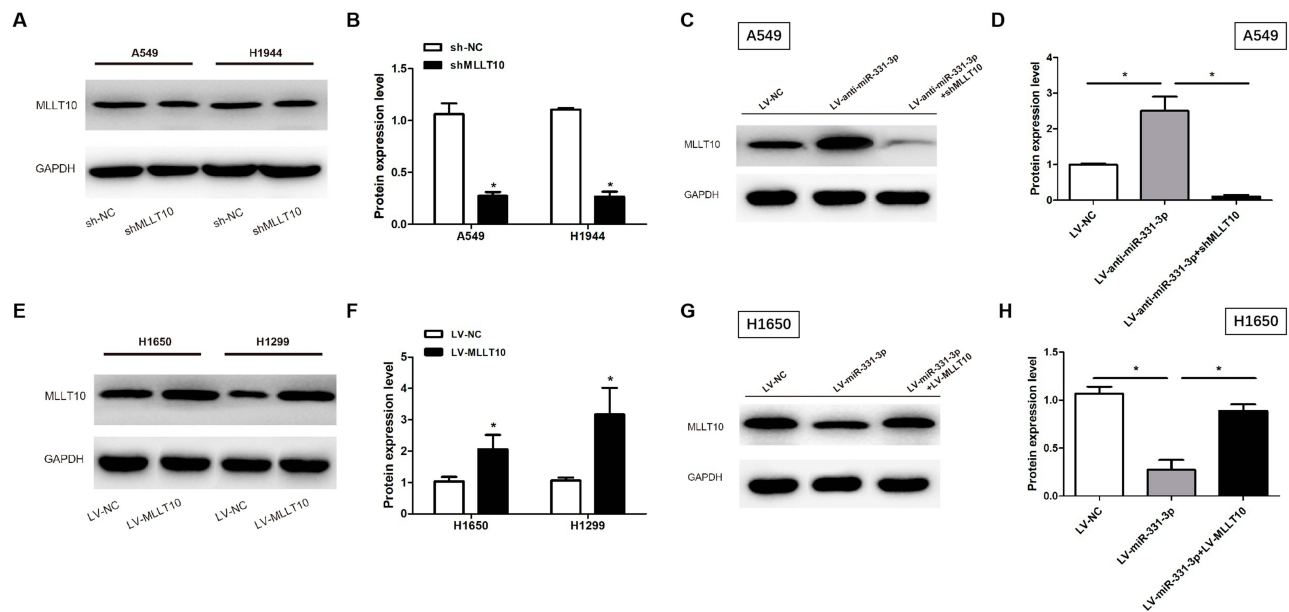 A
A549
H1944
MLLT10
GAPDH
sh-NC
shMLLT10
sh-NC
shMLLT10
B
sh-NC
shMLLT10
Protein expression level
1.5
1.0
0.5
0.0
*
*
A549
H1944
C
A549
LV-NC
LV-anti-miR-331-3p
LV-anti-miR-331-3p
+shMLLT10
MLLT10
GAPDH
D
A549
Protein expression level
4
3
2
1
0
*
*
LV-NC
LV-anti-miR-331-3p
LV-anti-miR-331-3p+shMLLT10
E
H1650
H1299
MLLT10
GAPDH
LV-NC
LV-MLLT10
LV-NC
LV-MLLT10
F
LV-NC
LV-MLLT10
Protein expression level
5
4
3
2
1
0
*
*
H1650
H1299
G
H1650
LV-NC
LV-miR-331-3p
LV-miR-331-3p
+LV-MLLT10
MLLT10
GAPDH
H
H1650
Protein expression level
1.5
1.0
0.5
0.0
*
*
LV-NC
LV-miR-331-3p
LV-miR-331-3p+LV-MLLT10